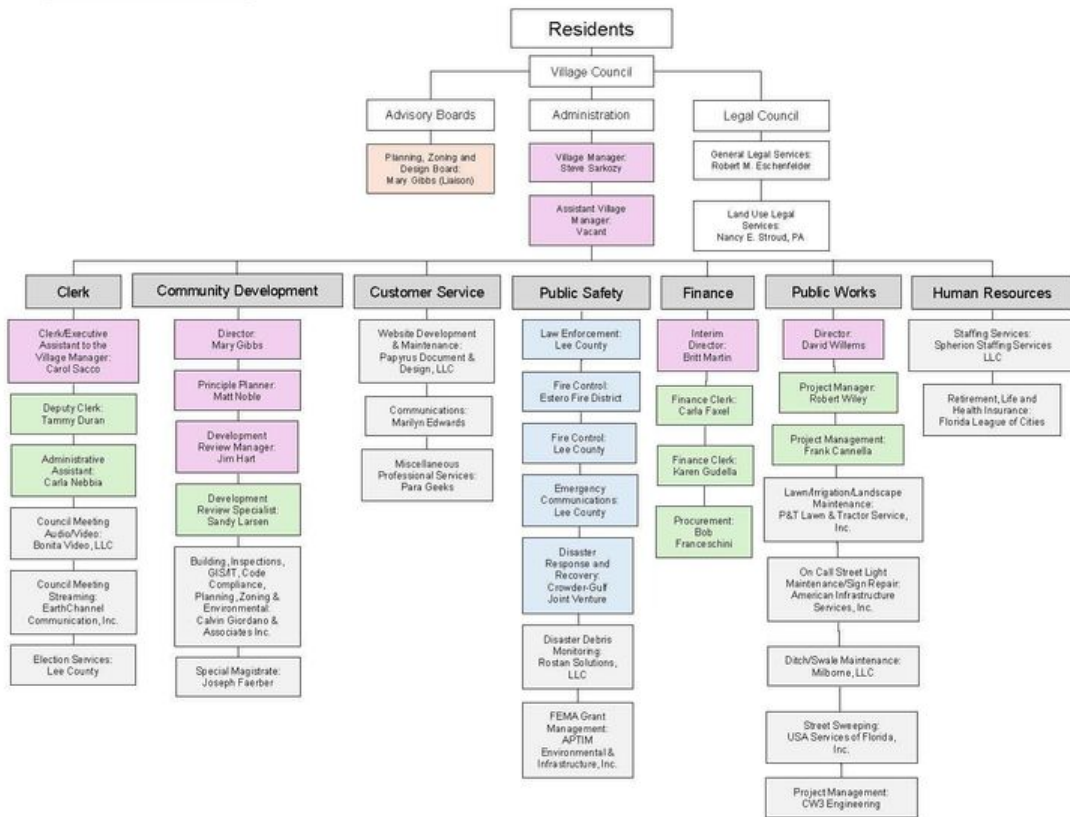 Residents
Village Council
Advisory Boards
Administration
Legal Council
Planning, Zoning and
Design Board:
Mary Gibbs (Liaison)
Village Manager:
Steve Sarkozy
General Legal Services:
Robert M. Eschenfelder
Assistant Village
Manager:
Vacant
Land Use Legal
Services:
Nancy E. Stroud, PA
Clerk
Clerk/Executive
Assistant to the
Village Manager:
Carol Sacco
Deputy Clerk:
Tammy Duran
Administrative
Assistant:
Carla Nebbia
Council Meeting
Audio/Video:
Bonita Video, LLC
Council Meeting
Streaming:
EarthChannel
Communication, Inc.
Election Services:
Lee County
Community Development
Director:
Mary Gibbs
Principle Planner:
Matt Noble
Development
Review Manager:
Jim Hart
Development
Review Specialist:
Sandy Larsen
Building, Inspections,
GIS/IT, Code
Compliance,
Planning, Zoning &
Environmental:
Calvin Giordano &
Associates Inc.
Special Magistrate:
Joseph Faerber
Customer Service
Website Development
& Maintenance:
Papyrus Document &
Design, LLC
Communications:
Marilyn Edwards
Miscellaneous
Professional Services:
Para Geeks
Public Safety
Law Enforcement:
Lee County
Fire Control:
Estero Fire District
Fire Control:
Lee County
Emergency
Communications:
Lee County
Disaster
Response and
Recovery:
Crowder-Gulf
Joint Venture
Disaster Debris
Monitoring:
Rostan Solutions,
LLC
FEMA Grant
Management:
APTIM
Environmental &
Infrastructure, Inc.
Finance
Interim
Director:
Britt Martin
Finance Clerk:
Carla Faxel
Finance Clerk:
Karen Gudella
Procurement:
Bob
Franceschini
Public Works
Director:
David Willems
Project Manager:
Robert Wiley
Project Management:
Frank Cannella
Lawn/Irrigation/Landscape
Maintenance:
P&T Lawn & Tractor Service,
Inc.
On Call Street Light
Maintenance/Sign Repair:
American Infrastructure
Services, Inc.
Ditch/Swale Maintenance:
Milborne, LLC
Street Sweeping:
USA Services of Florida,
Inc.
Project Management:
CW3 Engineering
Human Resources
Staffing Services:
Spherion Staffing Services
LLC
Retirement, Life and
Health Insurance:
Florida League of Cities